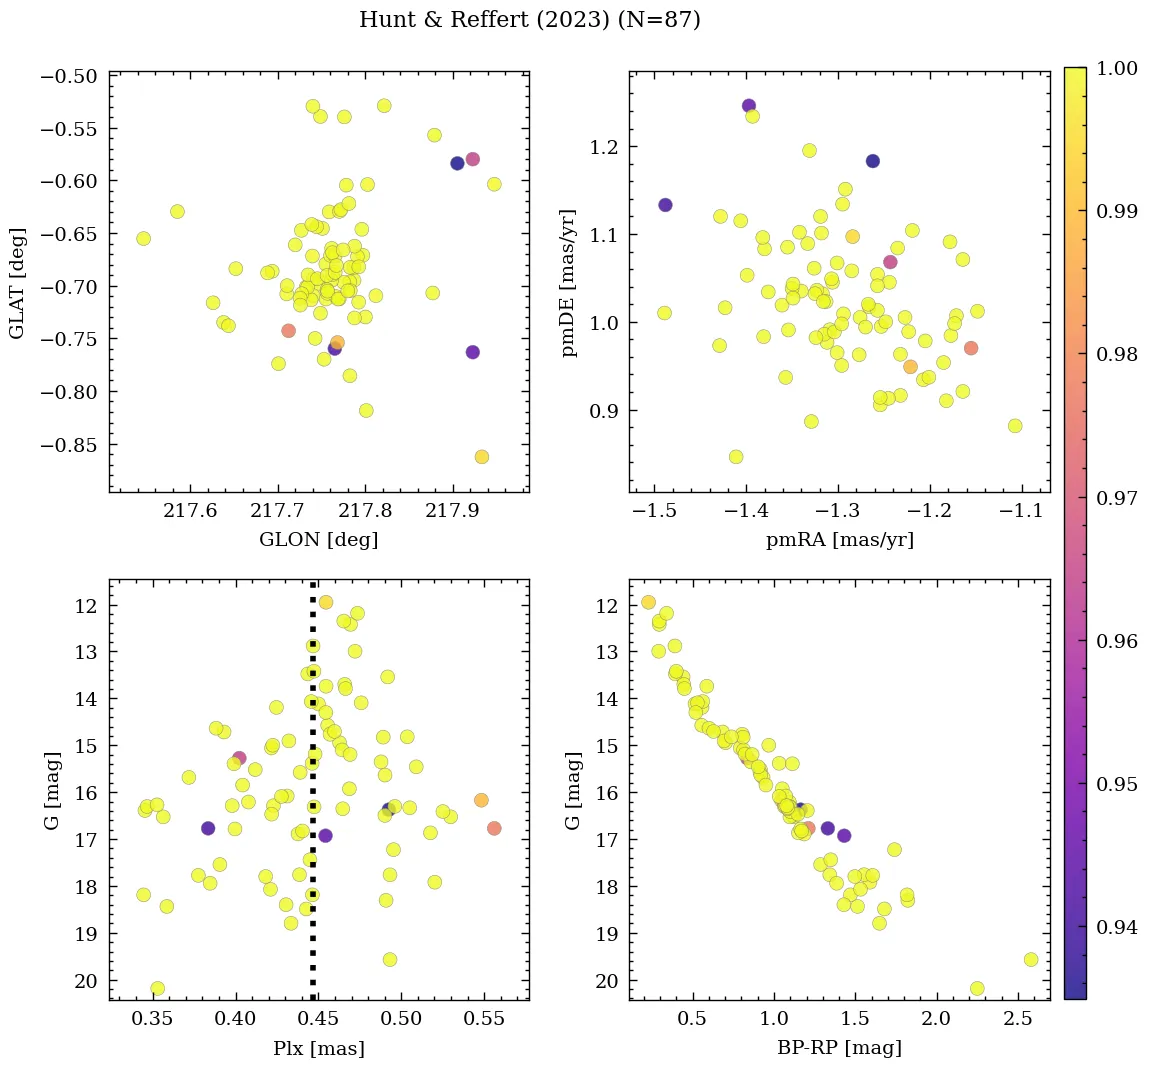 Hunt & Reffert (2023) (N=87)
−0.50
−0.55
−0.60
−0.65
−0.70
−0.75
−0.80
−0.85
GLAT [deg]
217.6 217.7 217.8 217.9
GLON [deg]
1.2
1.1
1.0
0.9
pmDE [mas/yr]
−1.5 −1.4 −1.3 −1.2 −1.1
pmRA [mas/yr]
12
13
14
15
16
17
18
19
20
G [mag]
0.35 0.40 0.45 0.50 0.55
Plx [mas]
12
13
14
15
16
17
18
19
20
G [mag]
0.5 1.0 1.5 2.0 2.5
BP-RP [mag]
1.00
0.99
0.98
0.97
0.96
0.95
0.94